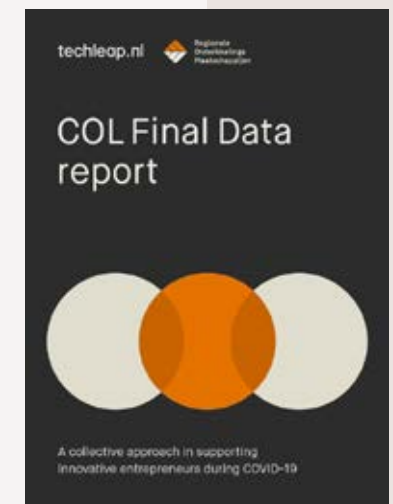 techleap.nl
Regionale
Ontwikkelings
Maatschappijen
COL Final Data
report
A collective approach in supporting
innovative entrepreneurs during COVID-19